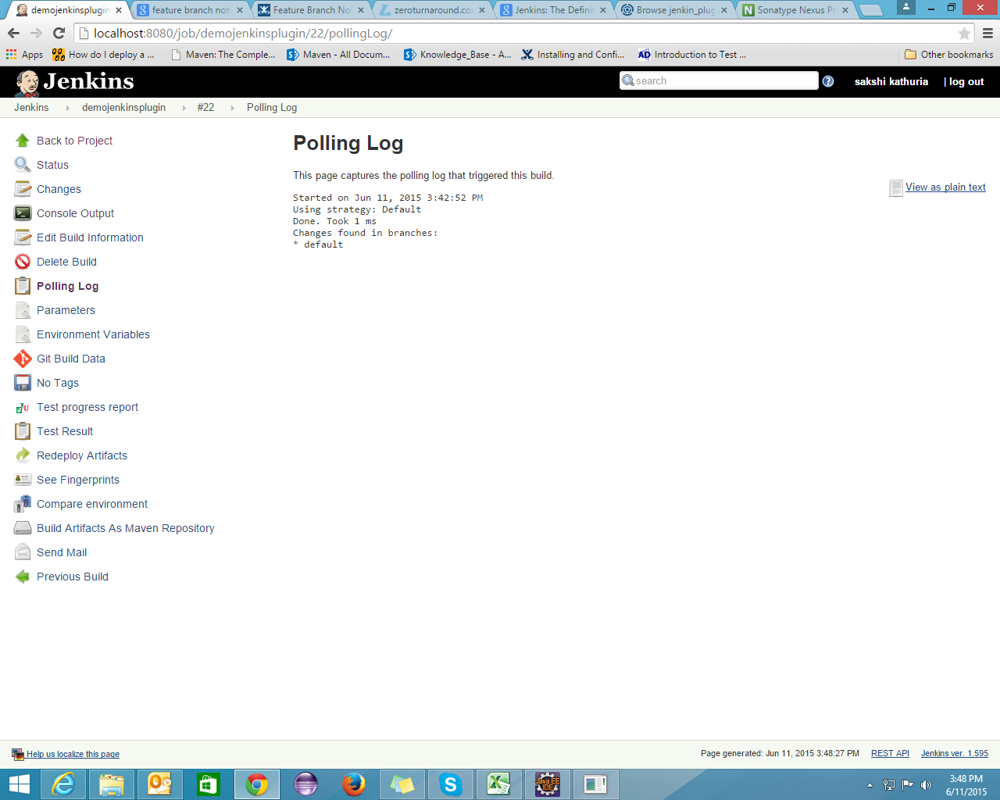 demojenkinsplugin
feature branch not
Feature Branch No
zeroturnaround.co
Jenkins: The Definit
Browse jenkin_plug
Sonatype Nexus Pr
localhost:8080/job/demojenkinsplugin/22/pollingLog/
Apps
How do I deploy a ...
Maven: The Comple...
Maven - All Docum...
Knowledge_Base - A...
Installing and Confi...
AD Introduction to Test ...
Other bookmarks
Jenkins
search
sakshi kathuria
| log out
Jenkins
demojenkinsplugin
#22
Polling Log
Back to Project
Status
Changes
Console Output
Edit Build Information
Delete Build
Polling Log
Parameters
Environment Variables
Git Build Data
No Tags
Test progress report
Test Result
Redeploy Artifacts
See Fingerprints
Compare environment
Build Artifacts As Maven Repository
Send Mail
Previous Build
Polling Log
This page captures the polling log that triggered this build.
View as plain text
Started on Jun 11, 2015 3:42:52 PM
Using strategy: Default
Done. Took 1 ms
Changes found in branches:
* default
Help us localize this page
Page generated: Jun 11, 2015 3:48:27 PM
REST API
Jenkins ver. 1.595
Java EE
IDE
3:48 PM
6/11/2015